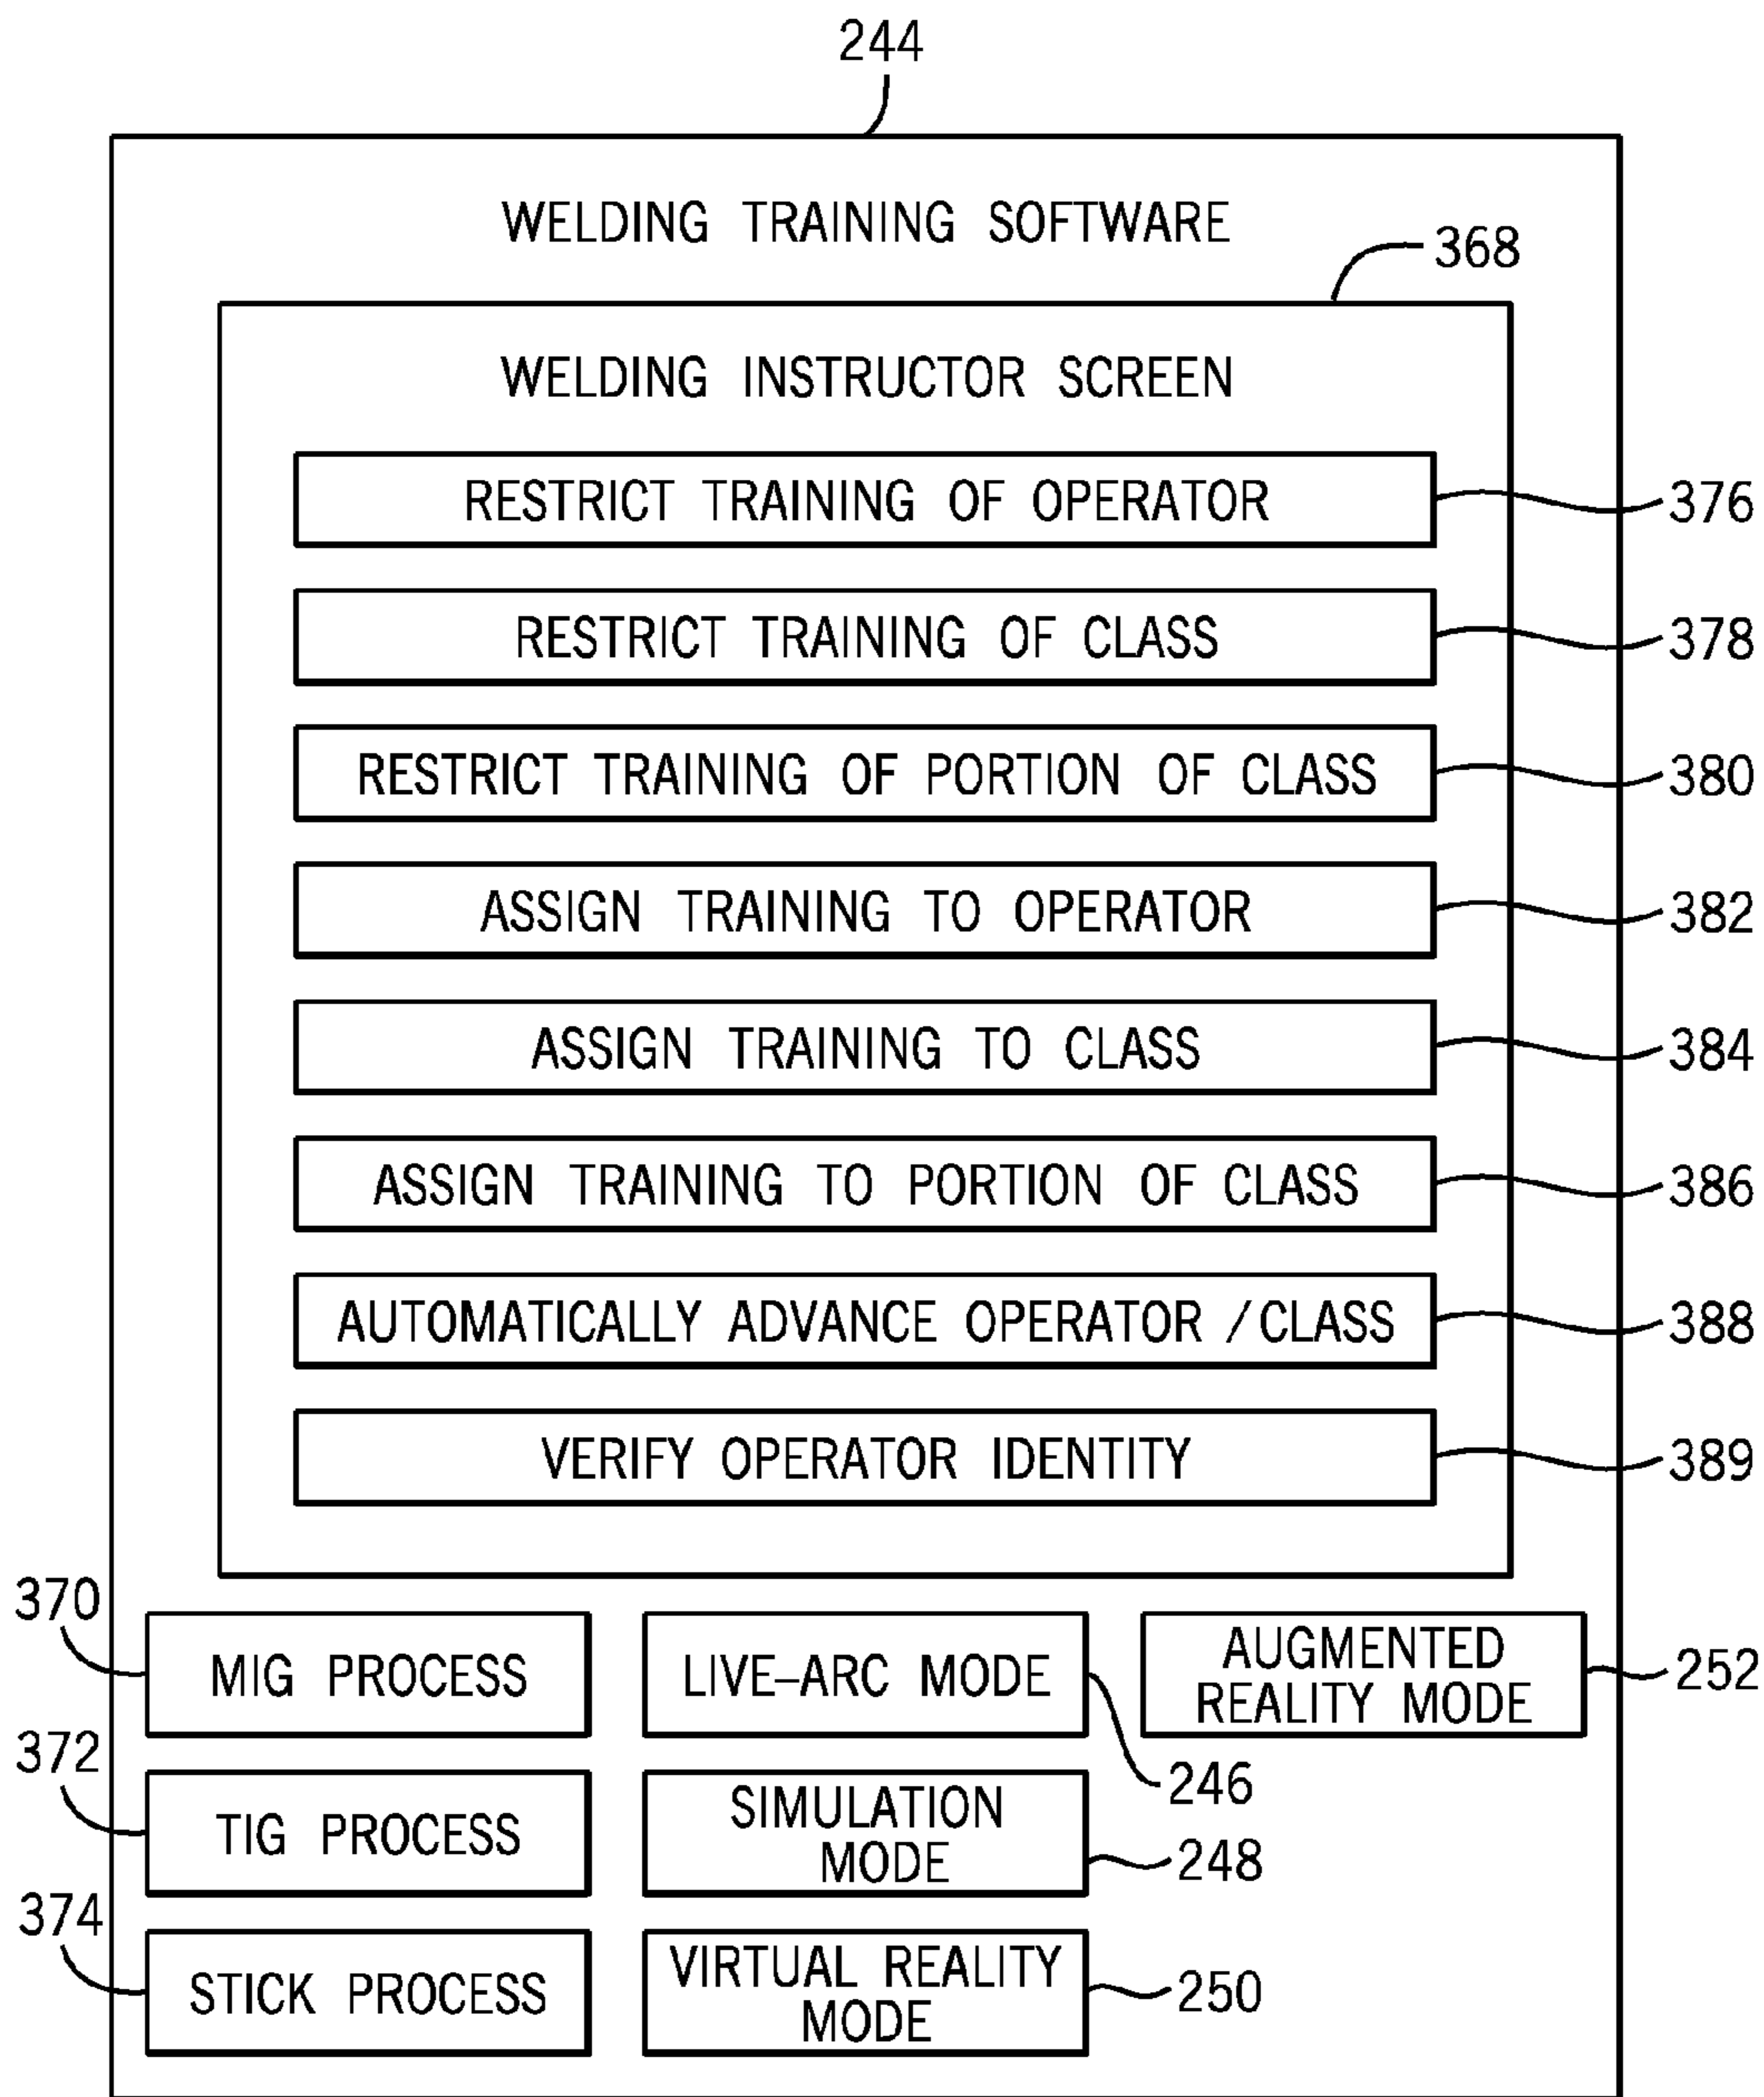 244
WELDING TRAINING SOFTWARE
368
WELDING INSTRUCTOR SCREEN
RESTRICT TRAINING OF OPERATOR
376
RESTRICT TRAINING OF CLASS
378
RESTRICT TRAINING OF PORTION OF CLASS
380
ASSIGN TRAINING TO OPERATOR
382
ASSIGN TRAINING TO CLASS
384
ASSIGN TRAINING TO PORTION OF CLASS
386
AUTOMATICALLY ADVANCE OPERATOR /CLASS
388
VERIFY OPERATOR IDENTITY
389
370
MIG PROCESS
LIVE–ARC MODE
246
AUGMENTED
REALITY MODE
252
372
TIG PROCESS
SIMULATION
MODE
248
374
STICK PROCESS
VIRTUAL REALITY
MODE
250